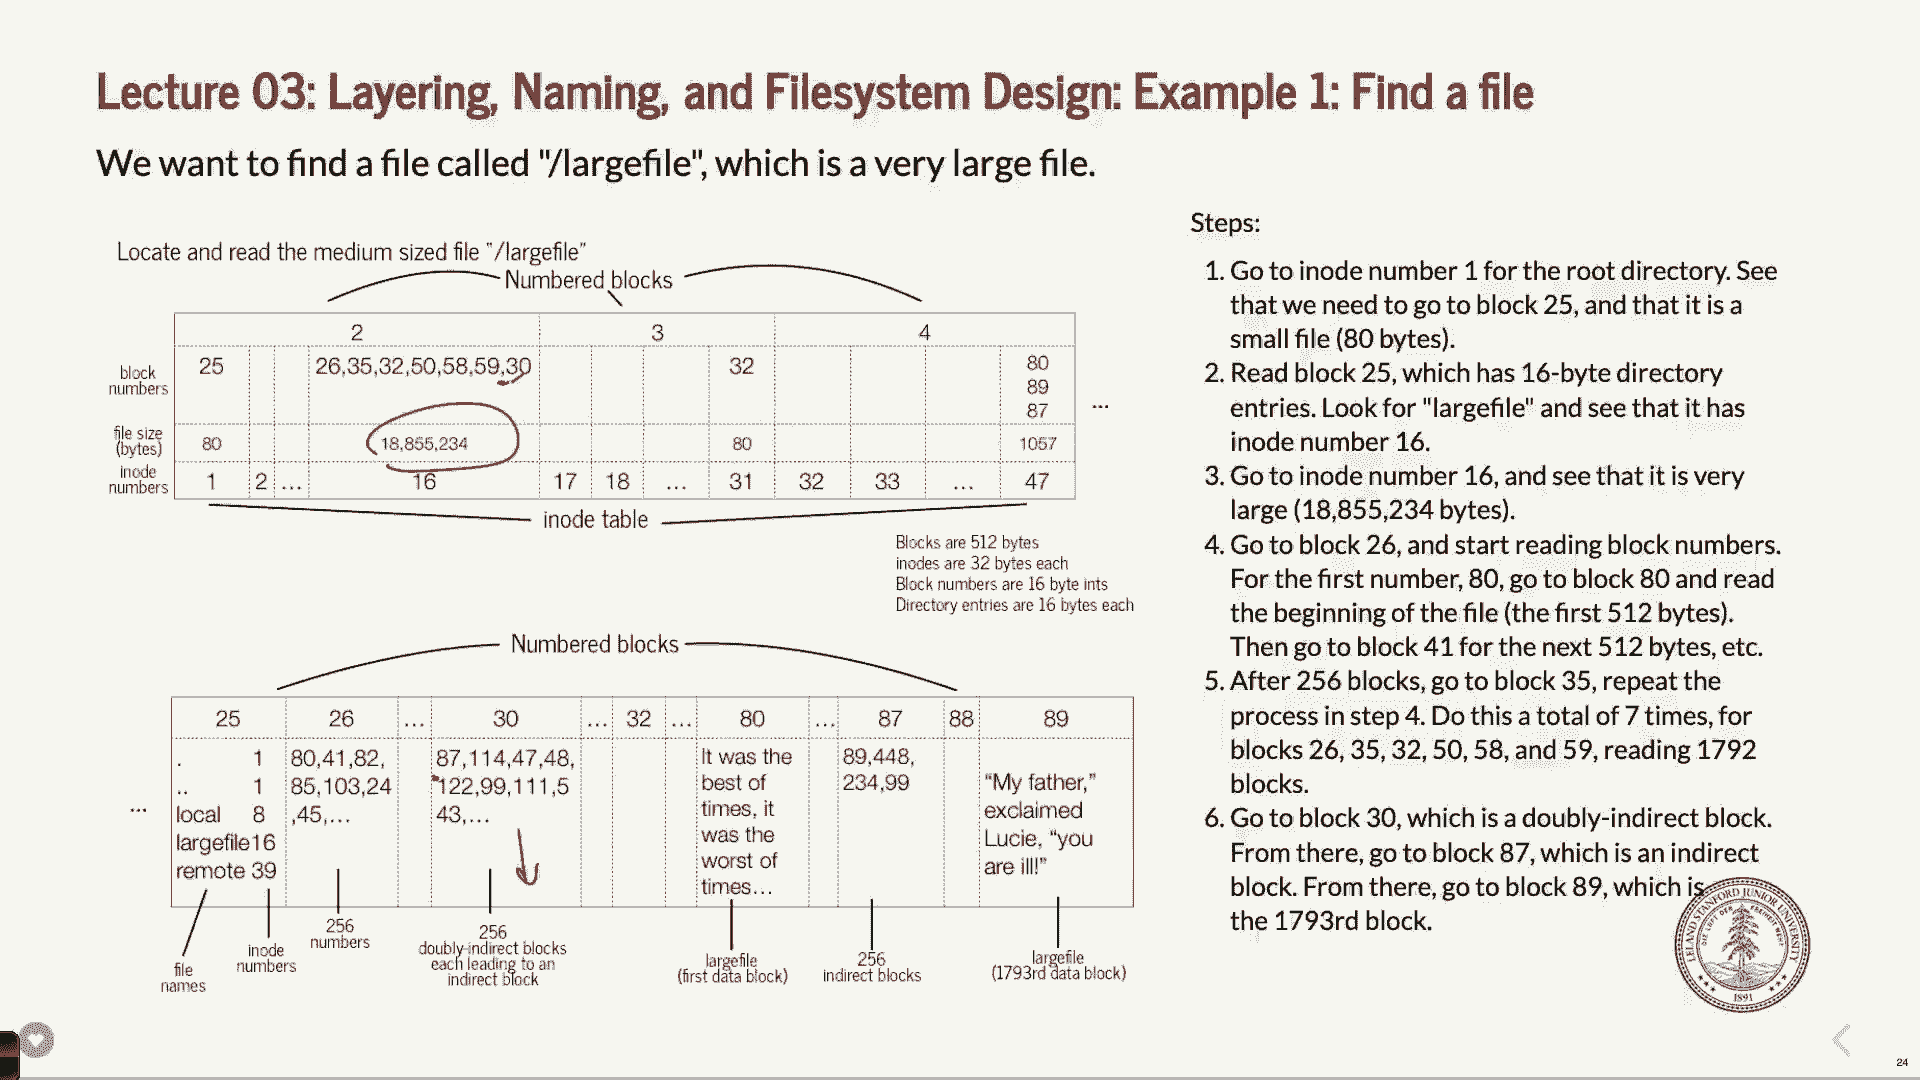 Lecture 03: Layering, Naming, and Filesystem Design: Example 1: Find a file
We want to find a file called "/largefile", which is a very large file.
Locate and read the medium sized file "/largefile"
Numbered blocks
2 3 4
block numbers 25 26,35,32,50,58,59,30 32 80 89 87
...
file size (bytes) 80 18,855,234 80 1057
inode numbers 1 2 ... 16 17 18 ... 31 32 33 ... 47
inode table
Blocks are 512 bytes
inodes are 32 bytes each
Block numbers are 16 byte ints
Directory entries are 16 bytes each
Numbered blocks
25 26 ... 30 ... 32 ... 80 ... 87 88 89
...
. 1
.. 1
local 8
largefile16
remote 39
80,41,82,
85,103,24
,45,...
87,114,47,48,
122,99,111,5
43,...
It was the
best of
times, it
was the
worst of
times...
89,448,
234,99
“My father,”
exclaimed
Lucie, “you
are ill!”
file
names
inode
numbers
256
numbers
256
doubly-indirect blocks
each leading to an
indirect block
largefile
(first data block)
256
indirect blocks
largefile
(1793rd data block)
Steps:
1. Go to inode number 1 for the root directory. See
that we need to go to block 25, and that it is a
small file (80 bytes).
2. Read block 25, which has 16-byte directory
entries. Look for "largefile" and see that it has
inode number 16.
3. Go to inode number 16, and see that it is very
large (18,855,234 bytes).
4. Go to block 26, and start reading block numbers.
For the first number, 80, go to block 80 and read
the beginning of the file (the first 512 bytes).
Then go to block 41 for the next 512 bytes, etc.
5. After 256 blocks, go to block 35, repeat the
process in step 4. Do this a total of 7 times, for
blocks 26, 35, 32, 50, 58, and 59, reading 1792
blocks.
6. Go to block 30, which is a doubly-indirect block.
From there, go to block 87, which is an indirect
block. From there, go to block 89, which is
the 1793rd block.
LELAND STANFORD JUNIOR UNIVERSITY
DIE LUFT DER FREIHEIT WEHT
1891
24